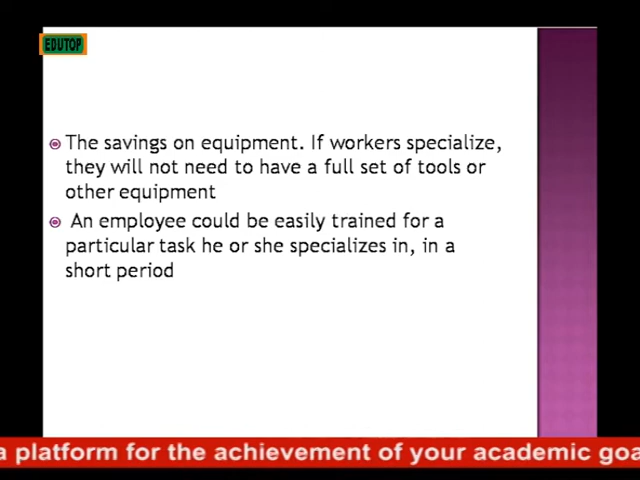 EDUTOP
The savings on equipment. If workers specialize,
they will not need to have a full set of tools or
other equipment
An employee could be easily trained for a
particular task he or she specializes in, in a
short period
a platform for the achievement of your academic goa